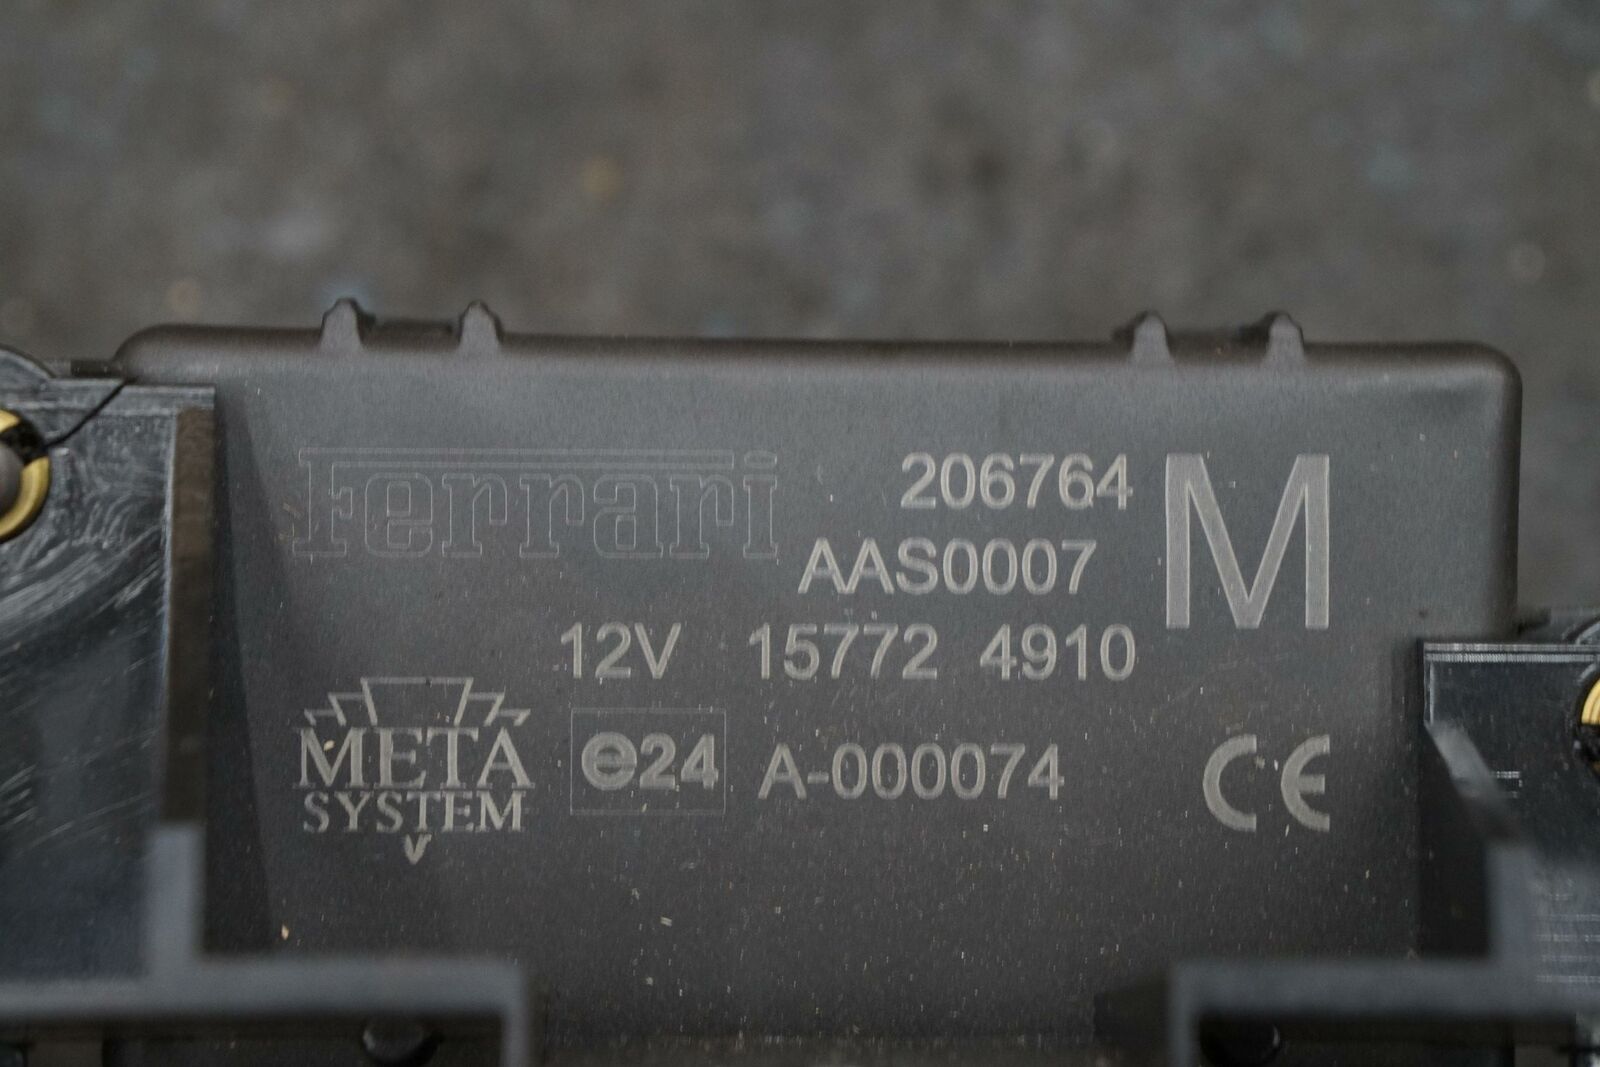 Ferrari 206764 M
AAS0007
12V 15772 4910
META
SYSTEM
e24 A-000074 CE